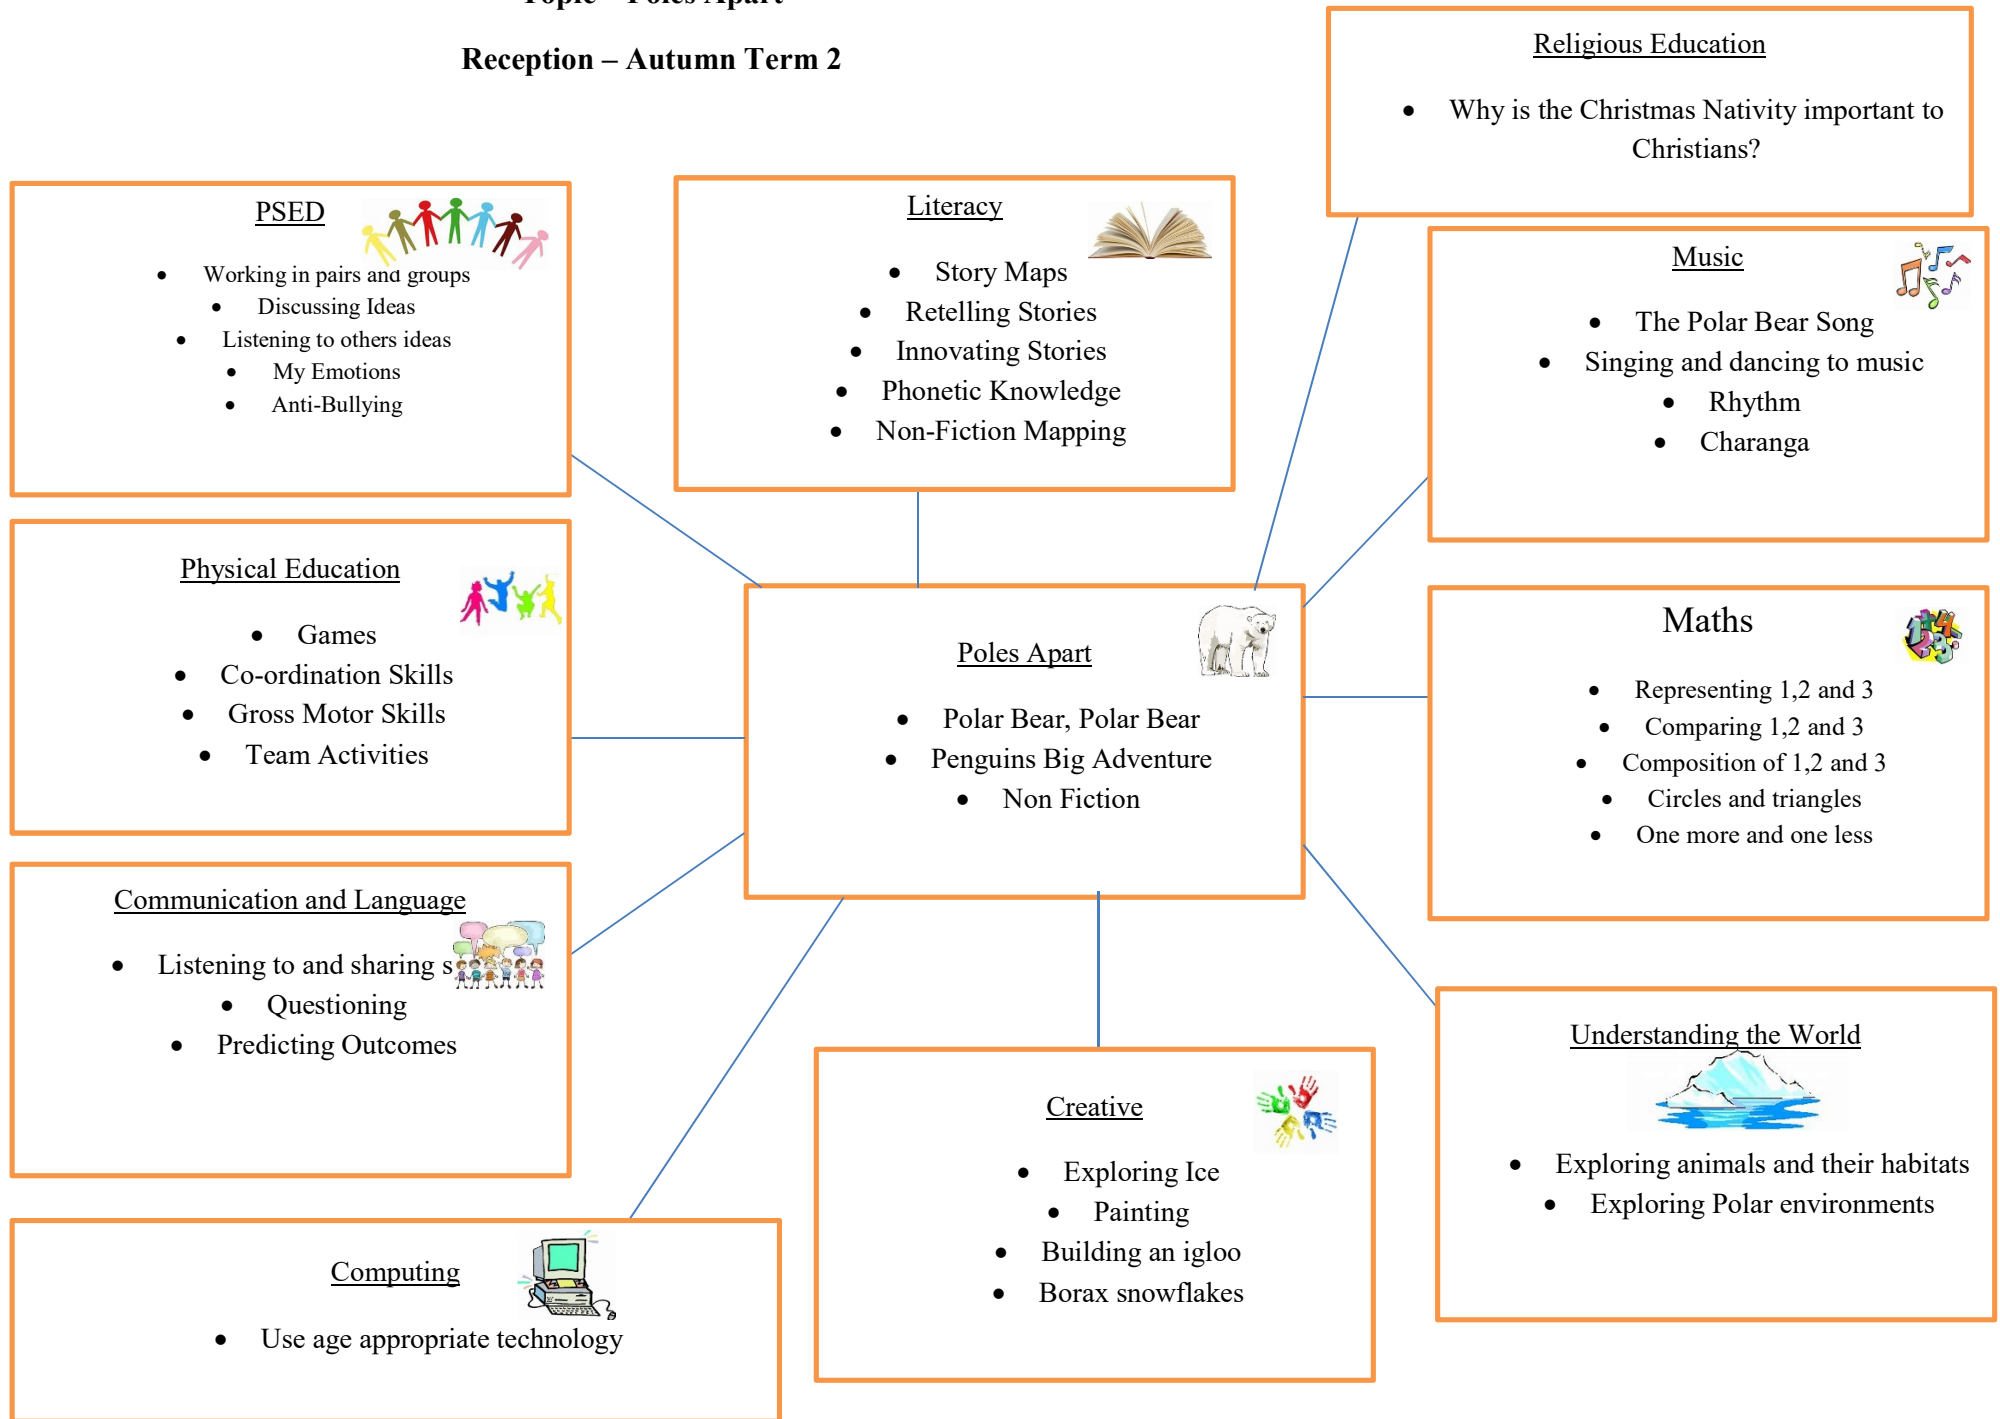 Topic – Poles Apart
Reception – Autumn Term 2
Religious Education
• Why is the Christmas Nativity important to
Christians?
PSED
• Working in pairs and groups
• Discussing Ideas
• Listening to others ideas
• My Emotions
• Anti-Bullying
Literacy
• Story Maps
• Retelling Stories
• Innovating Stories
• Phonetic Knowledge
• Non-Fiction Mapping
Music
• The Polar Bear Song
• Singing and dancing to music
• Rhythm
• Charanga
Physical Education
• Games
• Co-ordination Skills
• Gross Motor Skills
• Team Activities
Poles Apart
• Polar Bear, Polar Bear
• Penguins Big Adventure
• Non Fiction
Maths
• Representing 1,2 and 3
• Comparing 1,2 and 3
• Composition of 1,2 and 3
• Circles and triangles
• One more and one less
Communication and Language
• Listening to and sharing s
• Questioning
• Predicting Outcomes
Creative
• Exploring Ice
• Painting
• Building an igloo
• Borax snowflakes
Understanding the World
• Exploring animals and their habitats
• Exploring Polar environments
Computing
• Use age appropriate technology